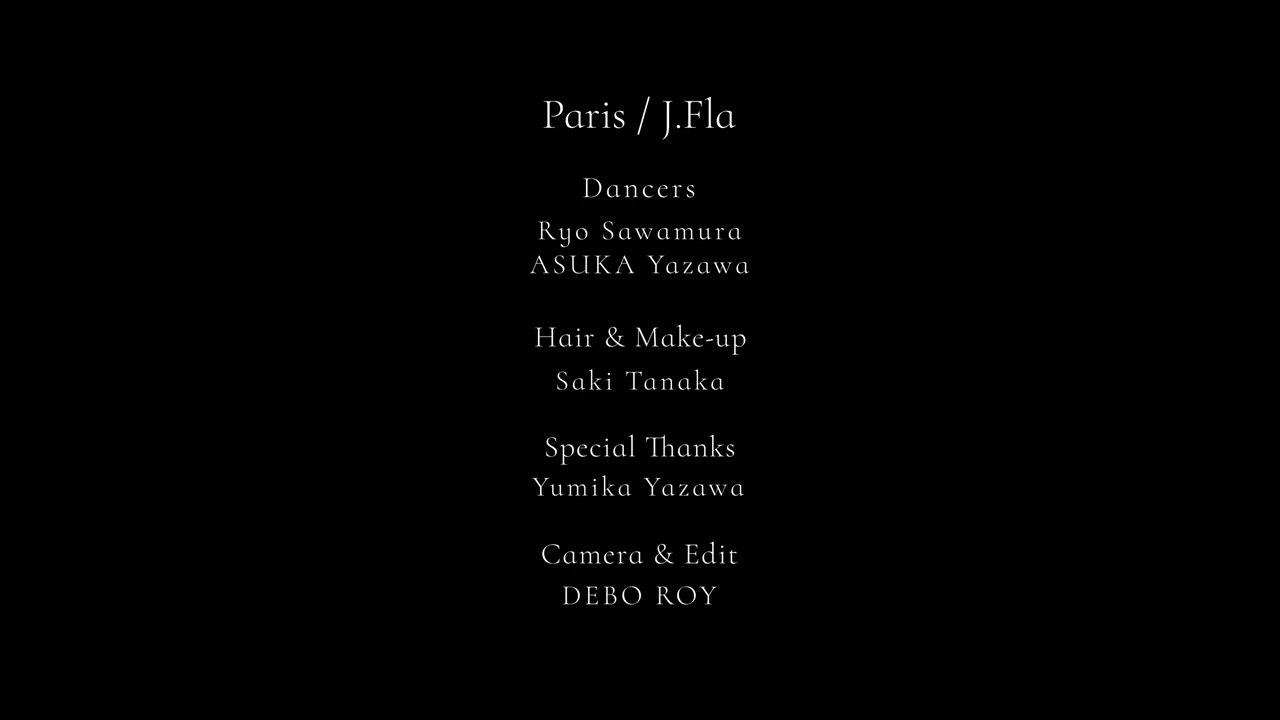 Paris / J.Fla
Dancers
Ryo Sawamura
ASUKA Yazawa
Hair & Make-up
Saki Tanaka
Special Thanks
Yumika Yazawa
Camera & Edit
DEBO ROY